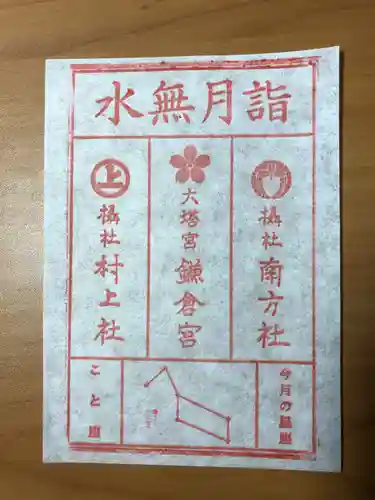 水無月詣
摂社 南方社
大塔宮 鎌倉宮
上
摂社 村上社
今月の星座
こと座